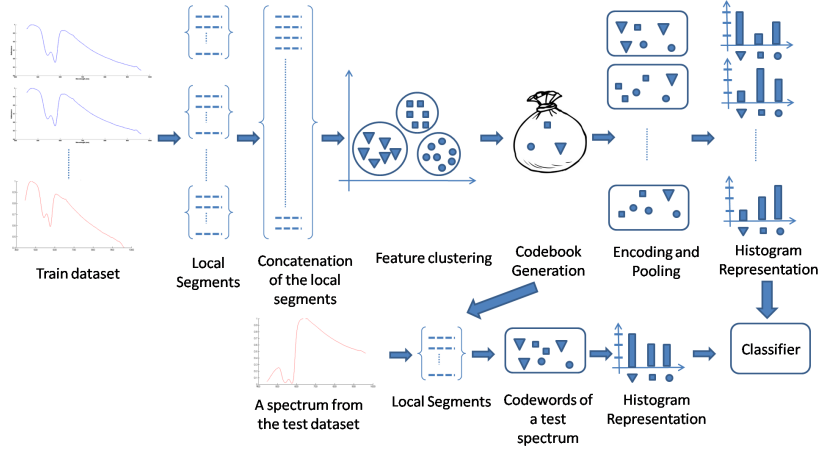 Train dataset
Local
Segments
Concatenation
of the local
segments
Feature clustering
Codebook
Generation
Encoding and
Pooling
Histogram
Representation
A spectrum from
the test dataset
Local Segments
Codewords of
a test
spectrum
Histogram
Representation
Classifier